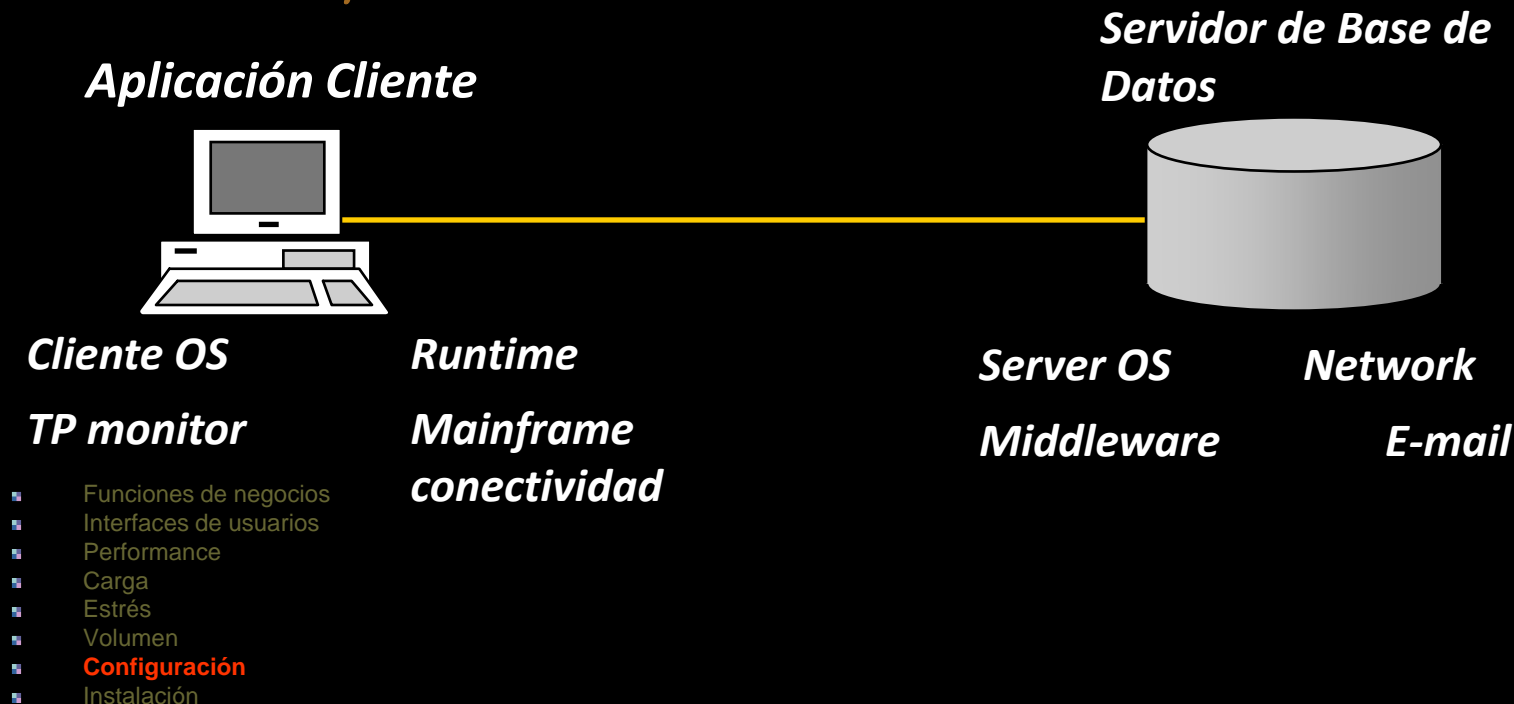 Aplicación Cliente
Servidor de Base de
Datos
Cliente OS
Runtime
TP monitor
Mainframe
conectividad
Server OS
Network
Middleware
E-mail
Funciones de negocios
Interfaces de usuarios
Performance
Carga
Estrés
Volumen
Configuración
Instalación